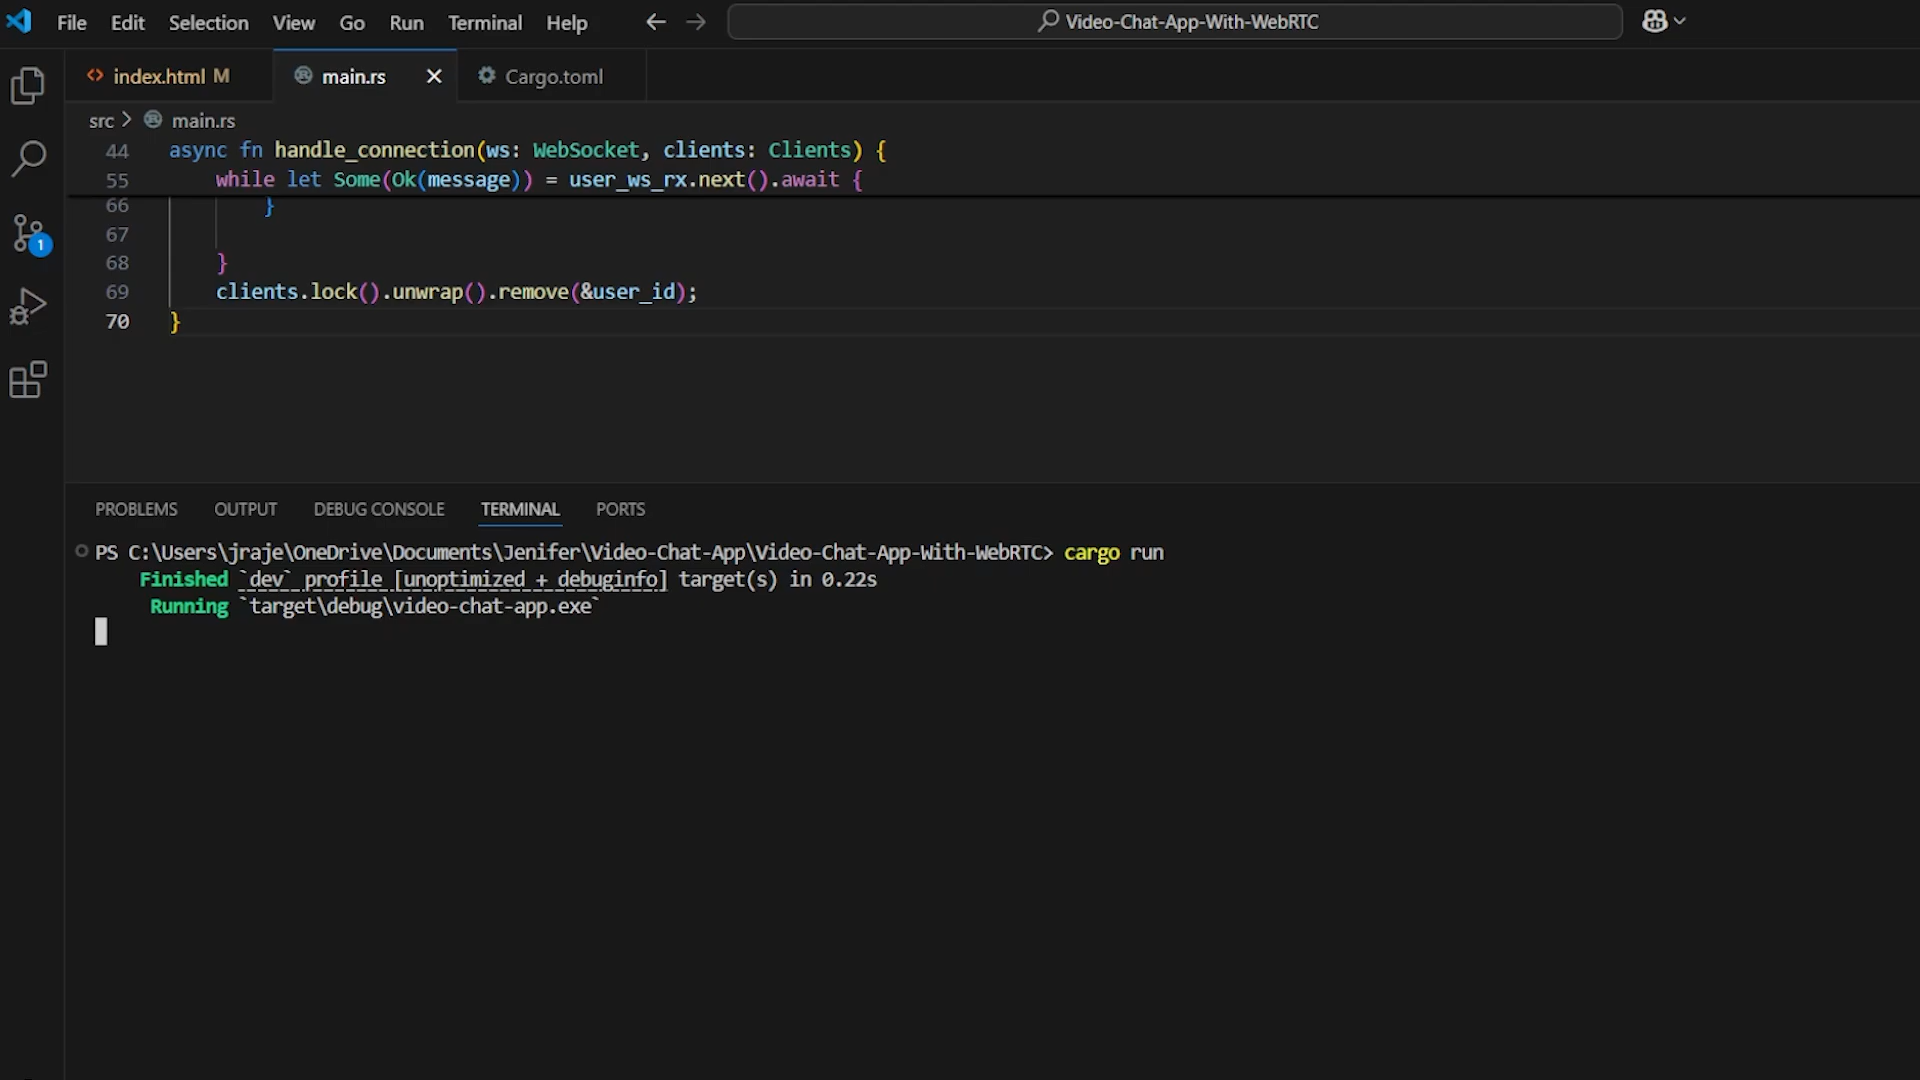 File Edit Selection View Go Run Terminal Help Video-Chat-App-With-WebRTC
index.html M main.rs Cargo.toml
src main.rs
44 async fn handle_connection(ws: WebSocket, clients: Clients) {
55 while let Some(Ok(message)) = user_ws_rx.next().await {
66 }
67
68 }
69 clients.lock().unwrap().remove(&user_id);
70 }
1
PROBLEMS OUTPUT DEBUG CONSOLE TERMINAL PORTS
PS C:\Users\jraje\OneDrive\Documents\Jenifer\Video-Chat-App\Video-Chat-App-With-WebRTC> cargo run
Finished `dev` profile [unoptimized + debuginfo] target(s) in 0.22s
Running `target\debug\video-chat-app.exe`